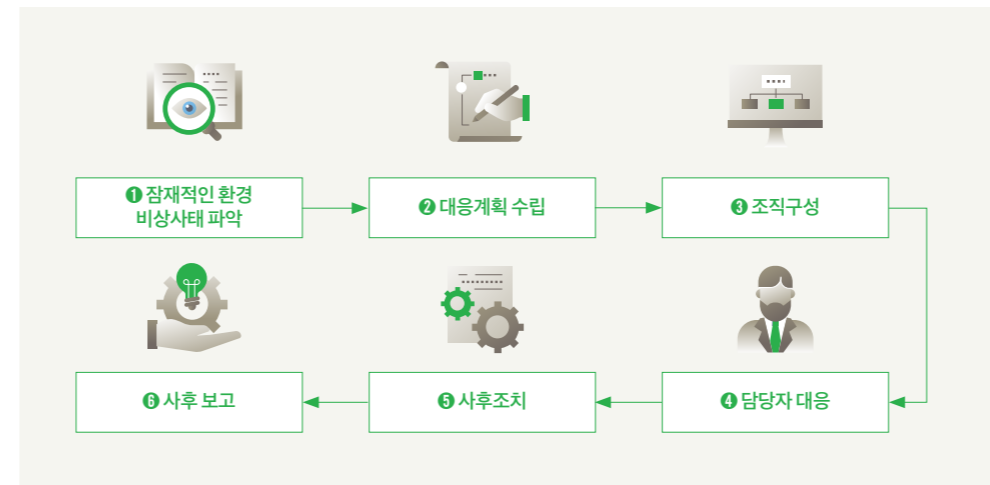 ❶ 잠재적인 환경
비상사태 파악
❷ 대응계획 수립
❸ 조직구성
❹ 담당자 대응
❺ 사후조치
❻ 사후 보고